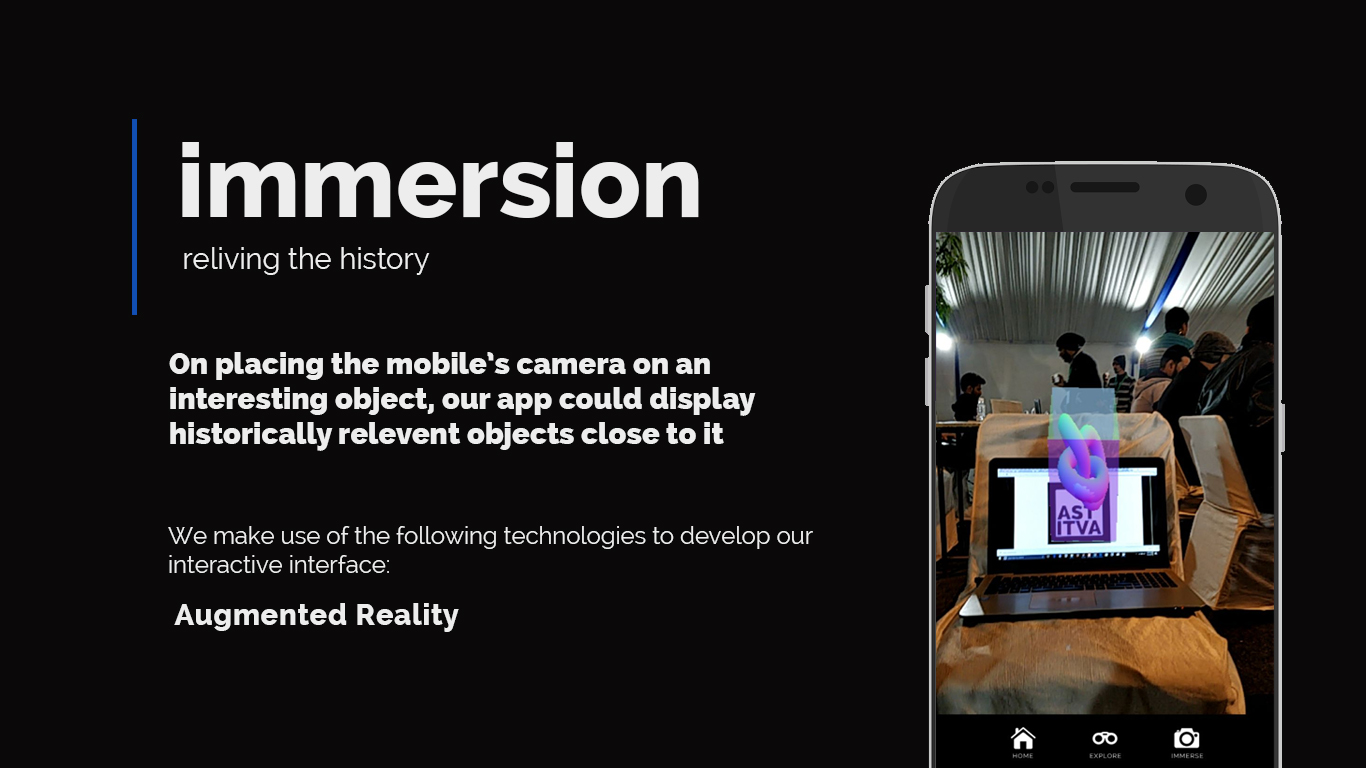 immersion
reliving the history
On placing the mobile’s camera on an
interesting object, our app could display
historically relevent objects close to it
We make use of the following technologies to develop our
interactive interface:
Augmented Reality
AST
ITVA
HOME
EXPLORE
IMMERSE